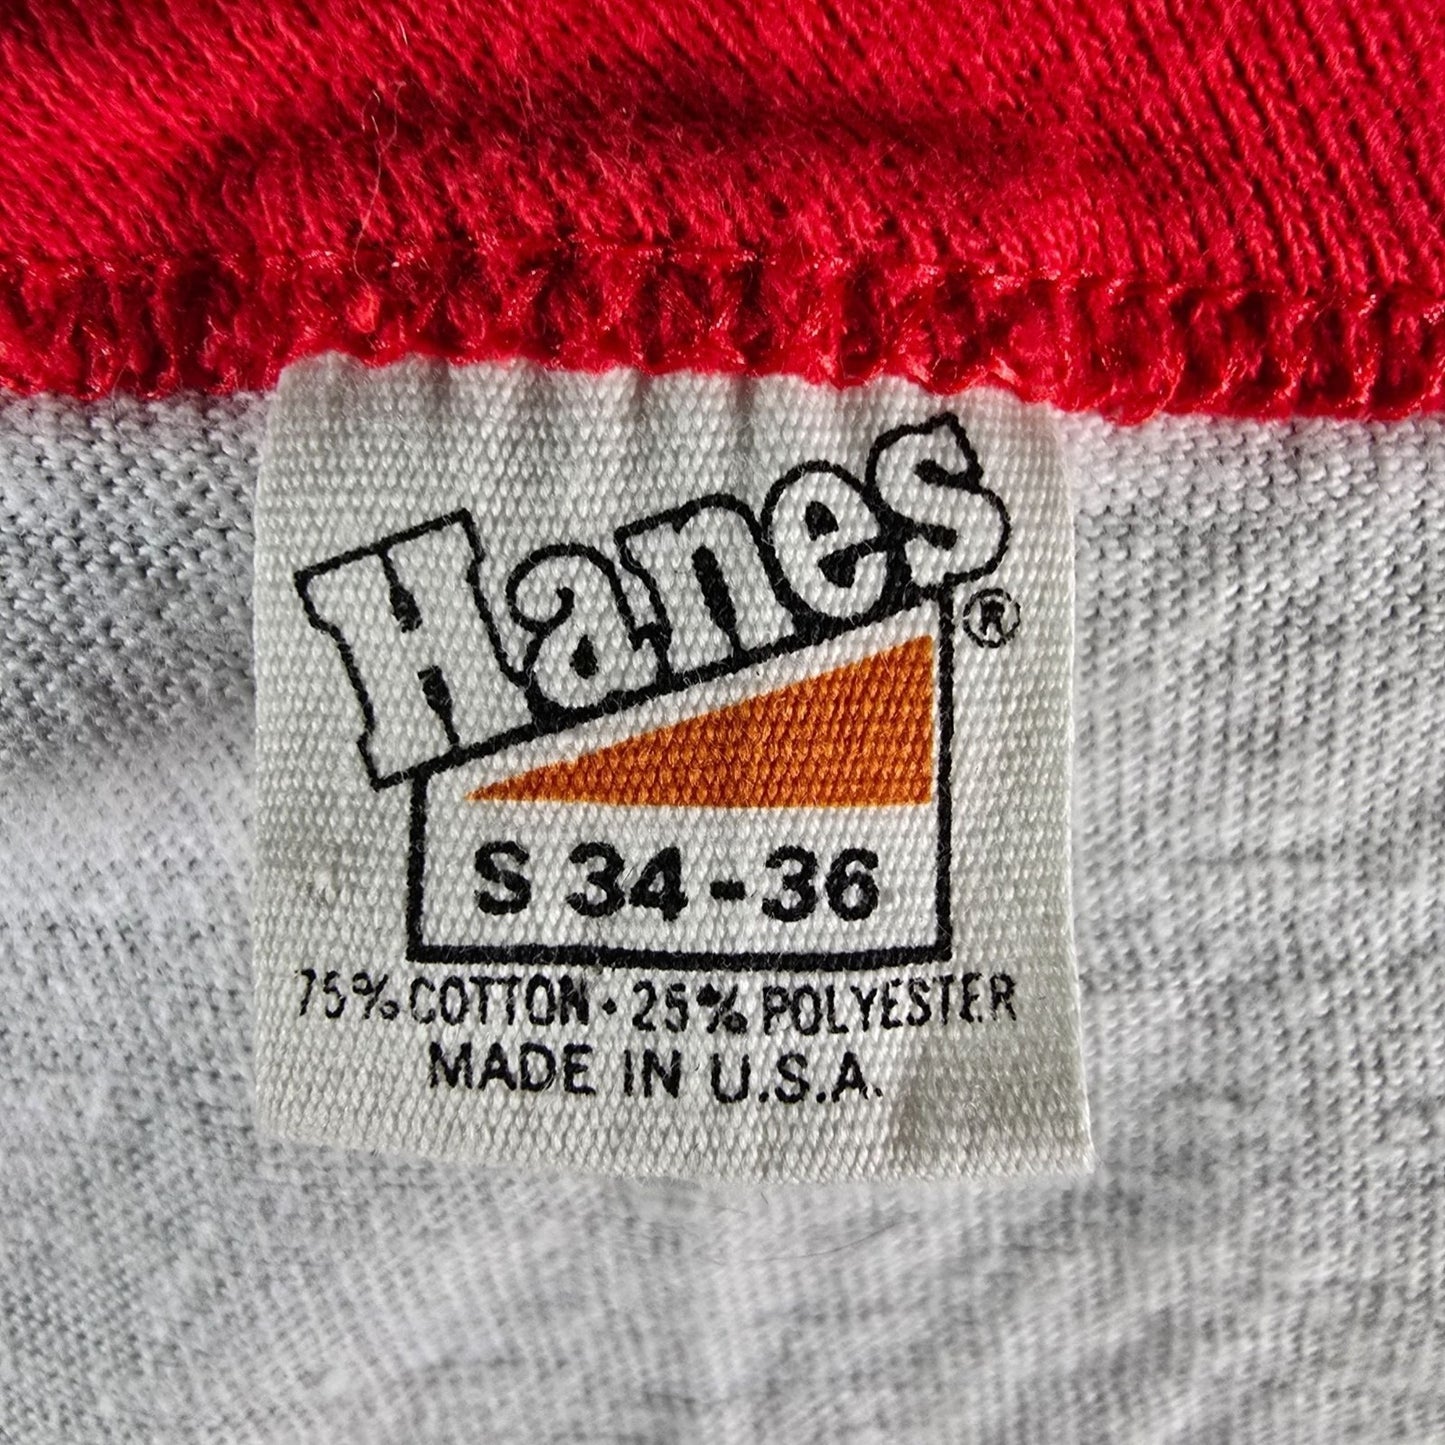 Hanes®
S 34-36
75% COTTON · 25% POLYESTER
MADE IN U.S.A.